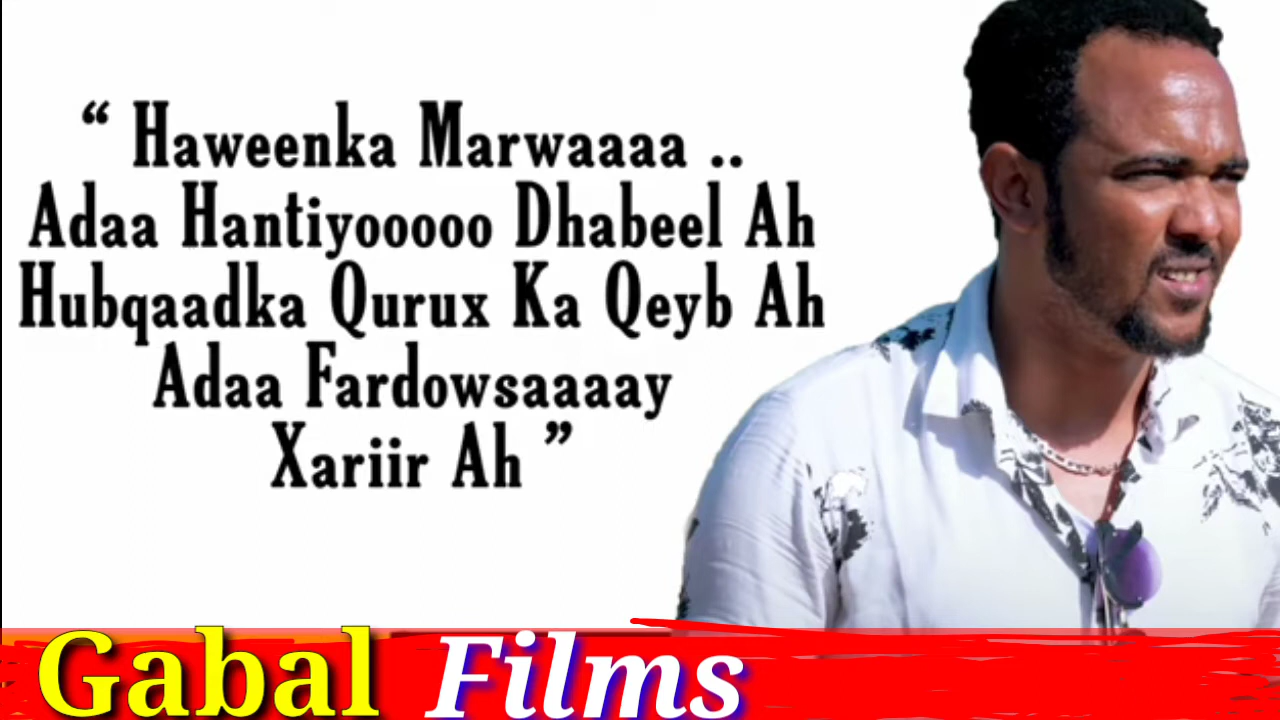 “ Haweenka Marwaaaa ..
Adaa Hantiyooooo Dhabeel Ah
Hubqaadka Qurux Ka Qeyb Ah
Adaa Fardowsaaaay
Xariir Ah ”
Gabal Films